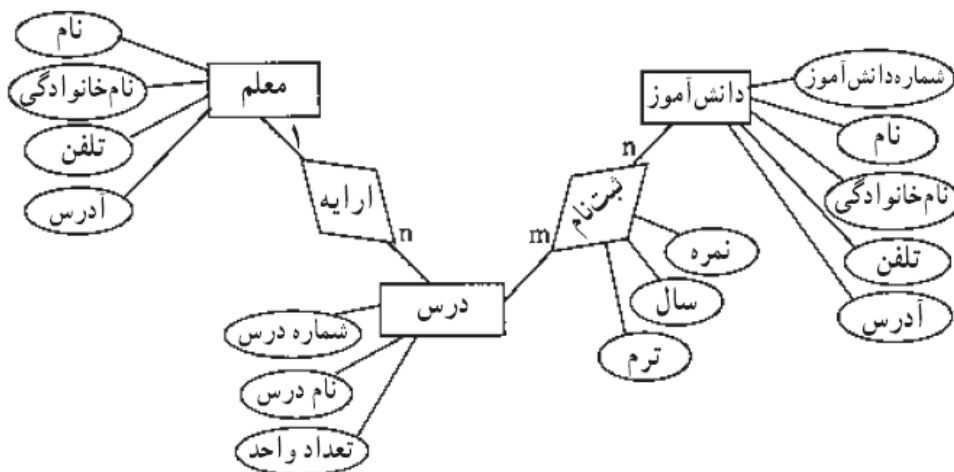 نام
نام‌خانوادگی
تلفن
آدرس
معلم
۱
ارایه
n
درس
شماره درس
نام درس
تعداد واحد
دانش‌آموز
شماره‌دانش‌آموز
نام
نام‌خانوادگی
تلفن
آدرس
n
ثبت‌نام
m
نمره
سال
ترم